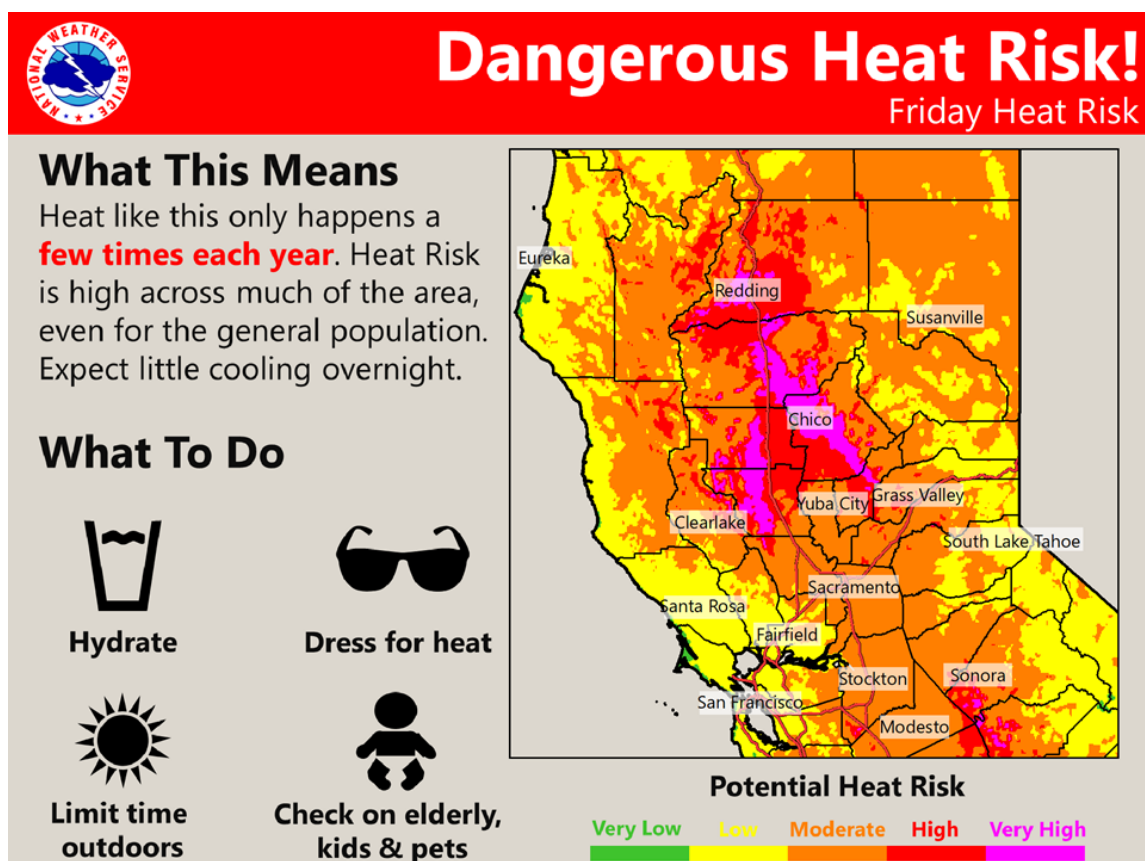 NATIONAL WEATHER SERVICE
Dangerous Heat Risk!
Friday Heat Risk
What This Means
Heat like this only happens a
few times each year. Heat Risk
is high across much of the area,
even for the general population.
Expect little cooling overnight.
What To Do
Hydrate
Dress for heat
Limit time
outdoors
Check on elderly,
kids & pets
Eureka
Redding
Susanville
Chico
Yuba City
Grass Valley
Clearlake
South Lake Tahoe
Sacramento
Santa Rosa
Fairfield
Stockton
Sonora
San Francisco
Modesto
Potential Heat Risk
Very Low Low Moderate High Very High